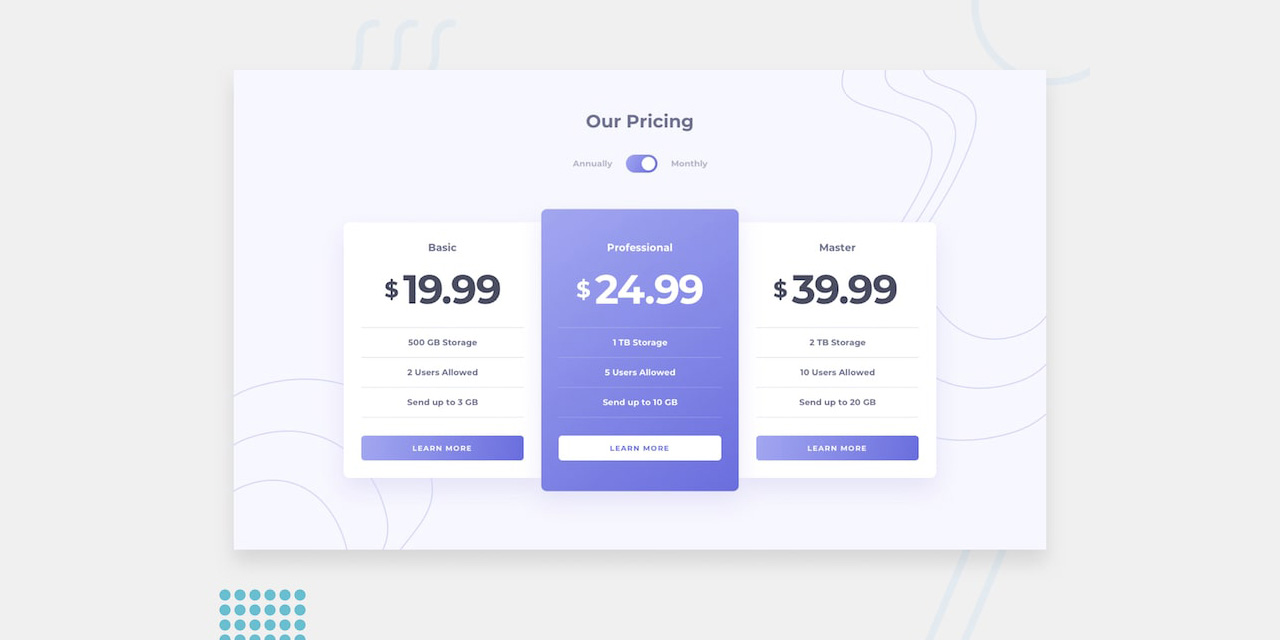 Our Pricing
Annually Monthly
Basic
$19.99
500 GB Storage
2 Users Allowed
Send up to 3 GB
LEARN MORE
Professional
$24.99
1 TB Storage
5 Users Allowed
Send up to 10 GB
LEARN MORE
Master
$39.99
2 TB Storage
10 Users Allowed
Send up to 20 GB
LEARN MORE